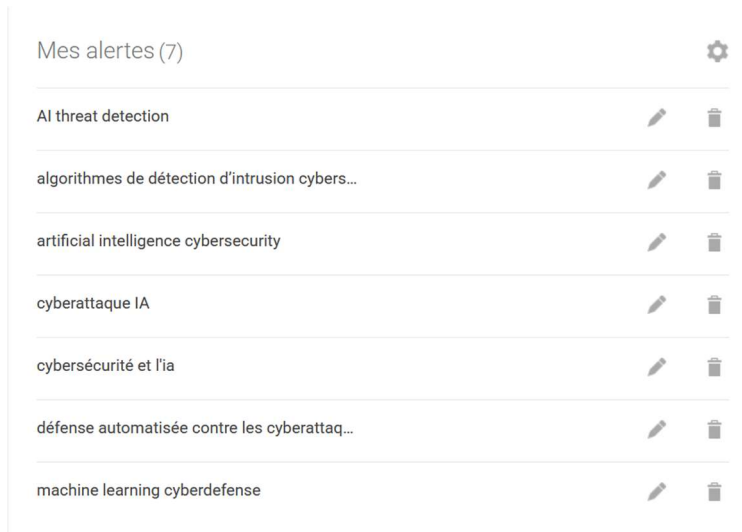 Mes alertes (7)
AI threat detection
algorithmes de détection d’intrusion cybers...
artificial intelligence cybersecurity
cyberattaque IA
cybersécurité et l'ia
défense automatisée contre les cyberattaq...
machine learning cyberdefense